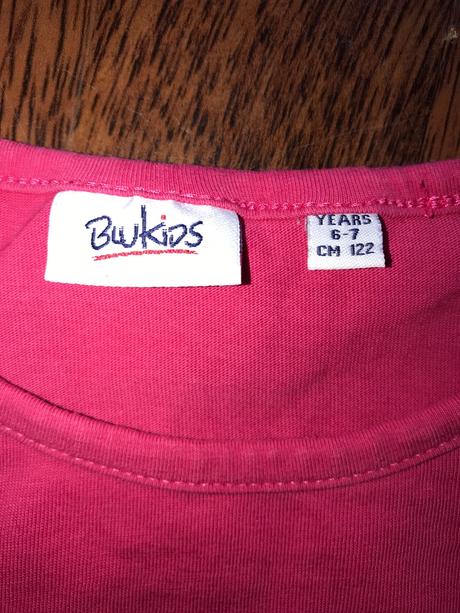 BluKids
YEARS
6-7
CM 122